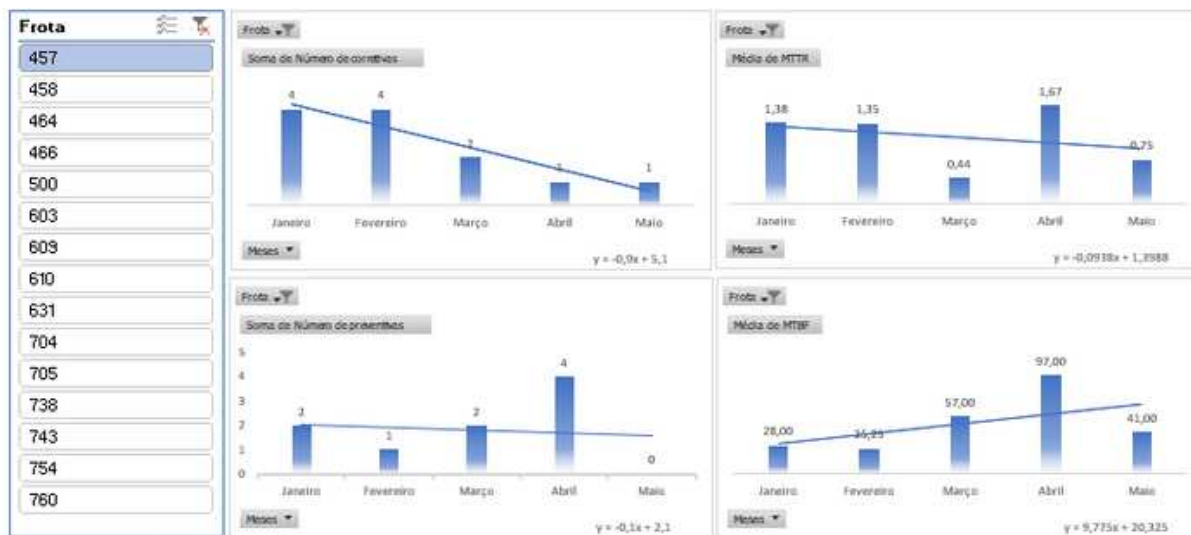 Frota
457
458
464
466
500
603
609
610
631
704
705
738
743
754
760
Frota
Soma de Número de corretivas
4
4
2
1
1
Janeiro
Fevereiro
Março
Abril
Maio
Meses
y = -0,9x + 5,1
Frota
Média de MTTR
1,38
1,35
0,44
1,67
0,75
Janeiro
Fevereiro
Março
Abril
Maio
Meses
y = -0,0938x + 1,3988
Frota
Soma de Número de preventivas
5
4
3
2
1
0
2
1
2
4
0
Janeiro
Fevereiro
Março
Abril
Maio
Meses
y = -0,1x + 2,1
Frota
Média de MTBF
28,00
25,25
57,00
97,00
41,00
Janeiro
Fevereiro
Março
Abril
Maio
Meses
y = 9,775x + 20,325